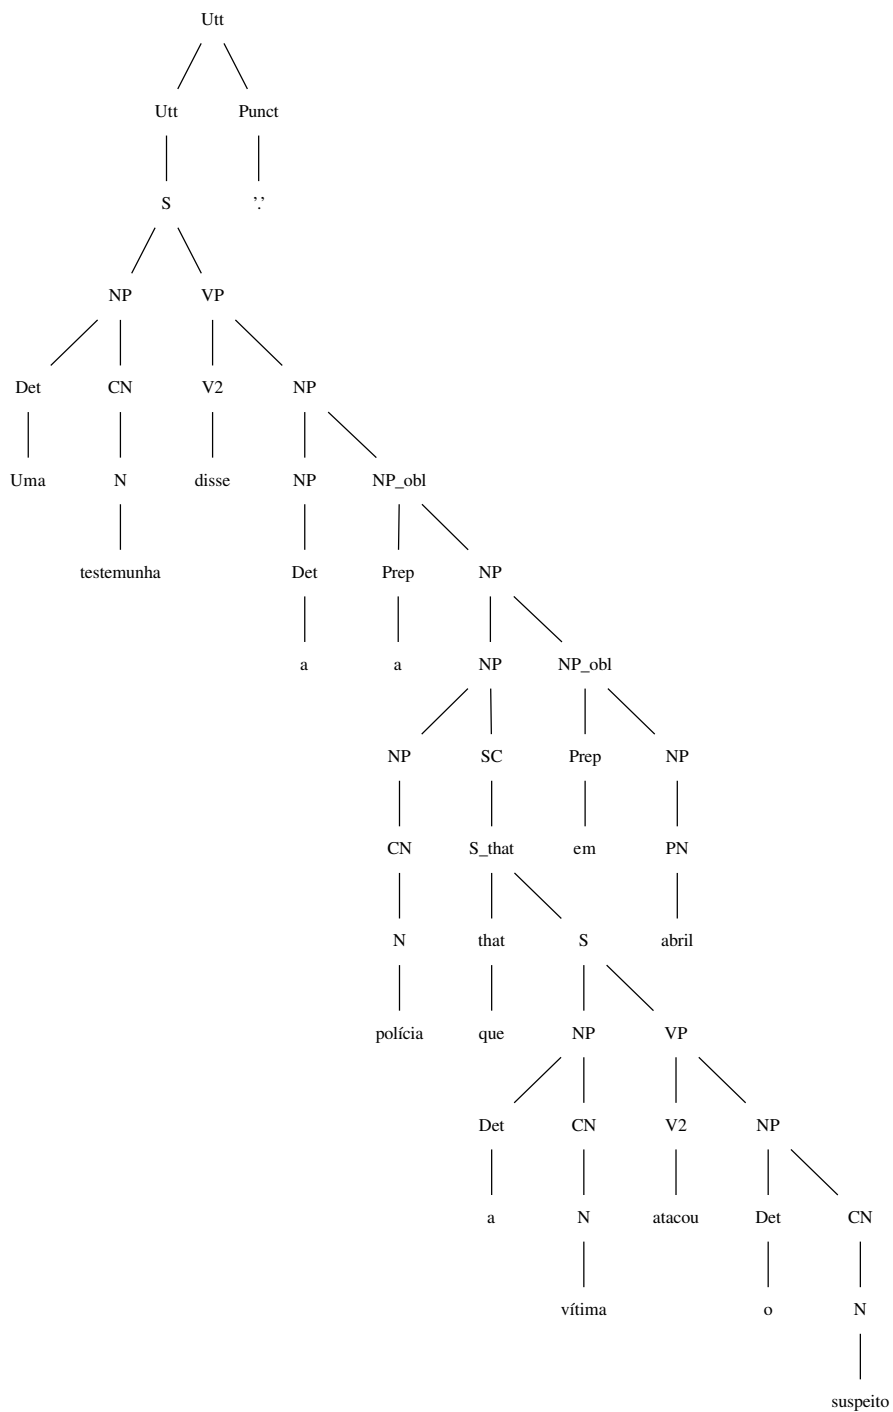 Utt
Utt Punct
S '.'
NP VP
Det CN V2 NP
Uma N disse NP NP_obl
testemunha Det Prep NP
a a NP NP_obl
NP SC Prep NP
CN S_that em PN
N that S abril
polícia que NP VP
Det CN V2 NP
a N atacou Det CN
vítima o N
suspeito